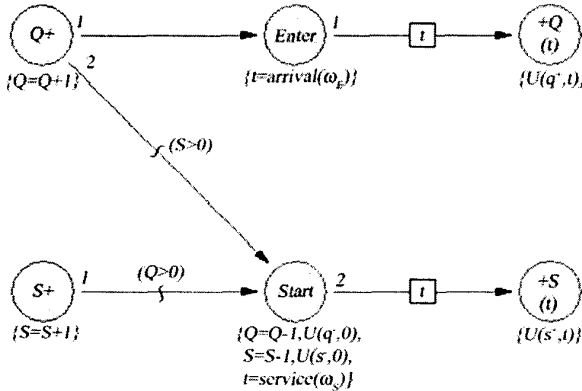 Q+
1
2
{Q=Q+1}
Enter
1
{t=arrival(ω_E)}
t
+Q
(t)
{U(q⁻,t)}
(S>0)
S+
1
{S=S+1}
(Q>0)
Start
2
{Q=Q-1,U(q⁻,0),
S=S-1,U(s⁻,0),
t=service(ω_S)}
t
+S
(t)
{U(s⁻,t)}